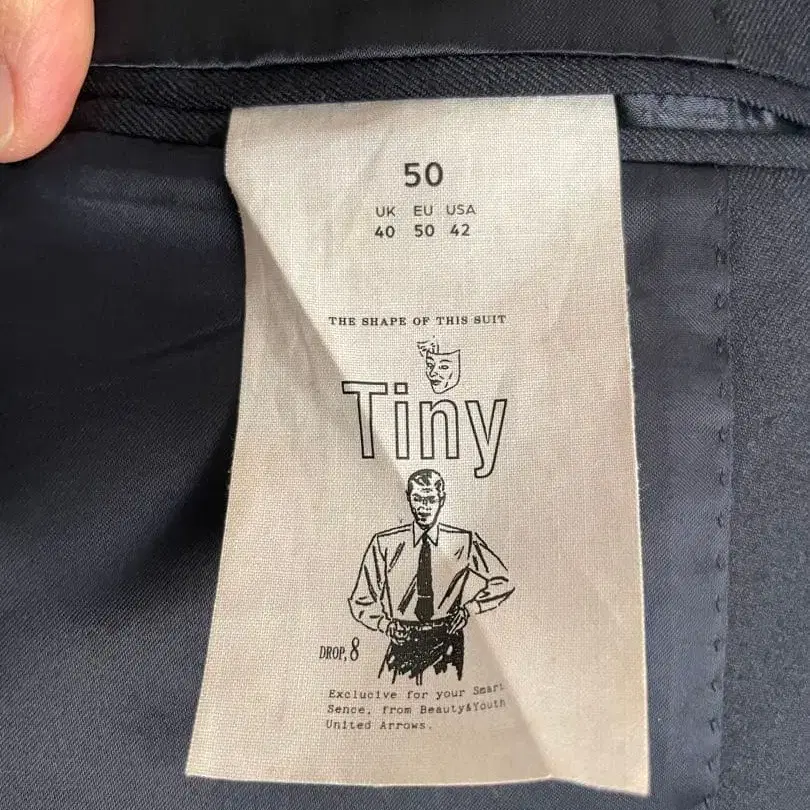 50
UK EU USA
40 50 42
THE SHAPE OF THIS SUIT
Tiny
DROP, 8
Exclusive for your Smart
Sence, from Beauty&Youth
United Arrows.